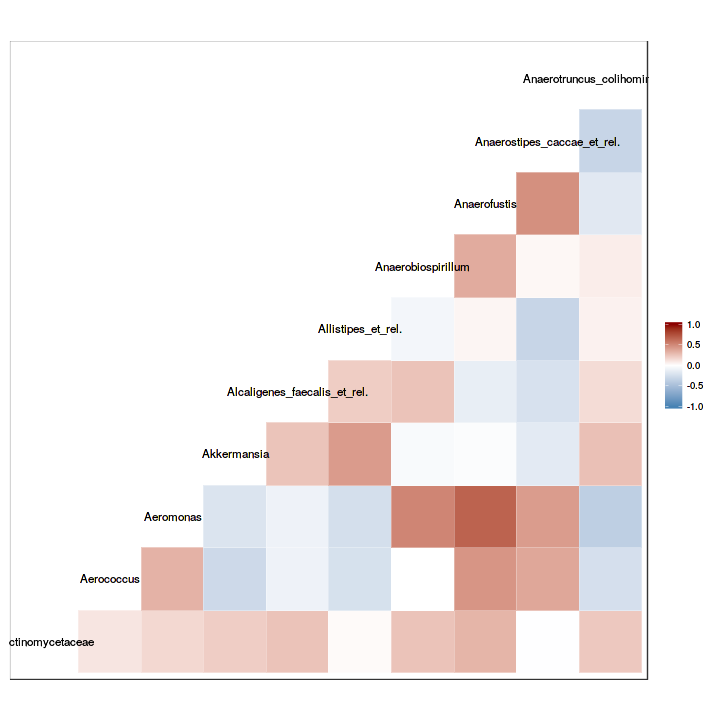 Anaerotruncus_colihomir
Anaerostipes_caccae_et_rel.
Anaerofustis
Anaerobiospirillum
Allistipes_et_rel.
1.0
0.5
0.0
-0.5
-1.0
Alcaligenes_faecalis_et_rel.
Akkermansia
Aeromonas
Aerococcus
ctinomycetaceae